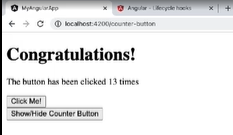 MyAngularApp
Angular - Lifecycle hooks
localhost:4200/counter-button
Congratulations!
The button has been clicked 13 times
Click Me!
Show/Hide Counter Button